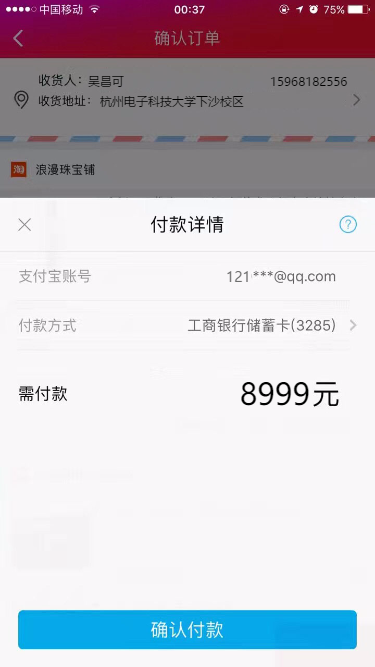 中国移动 00:37 75%
确认订单
收货人：吴昌可 15968182556
收货地址：杭州电子科技大学下沙校区
淘 浪漫珠宝铺
付款详情 ?
支付宝账号 121***@qq.com
付款方式 工商银行储蓄卡(3285)
需付款 8999元
确认付款